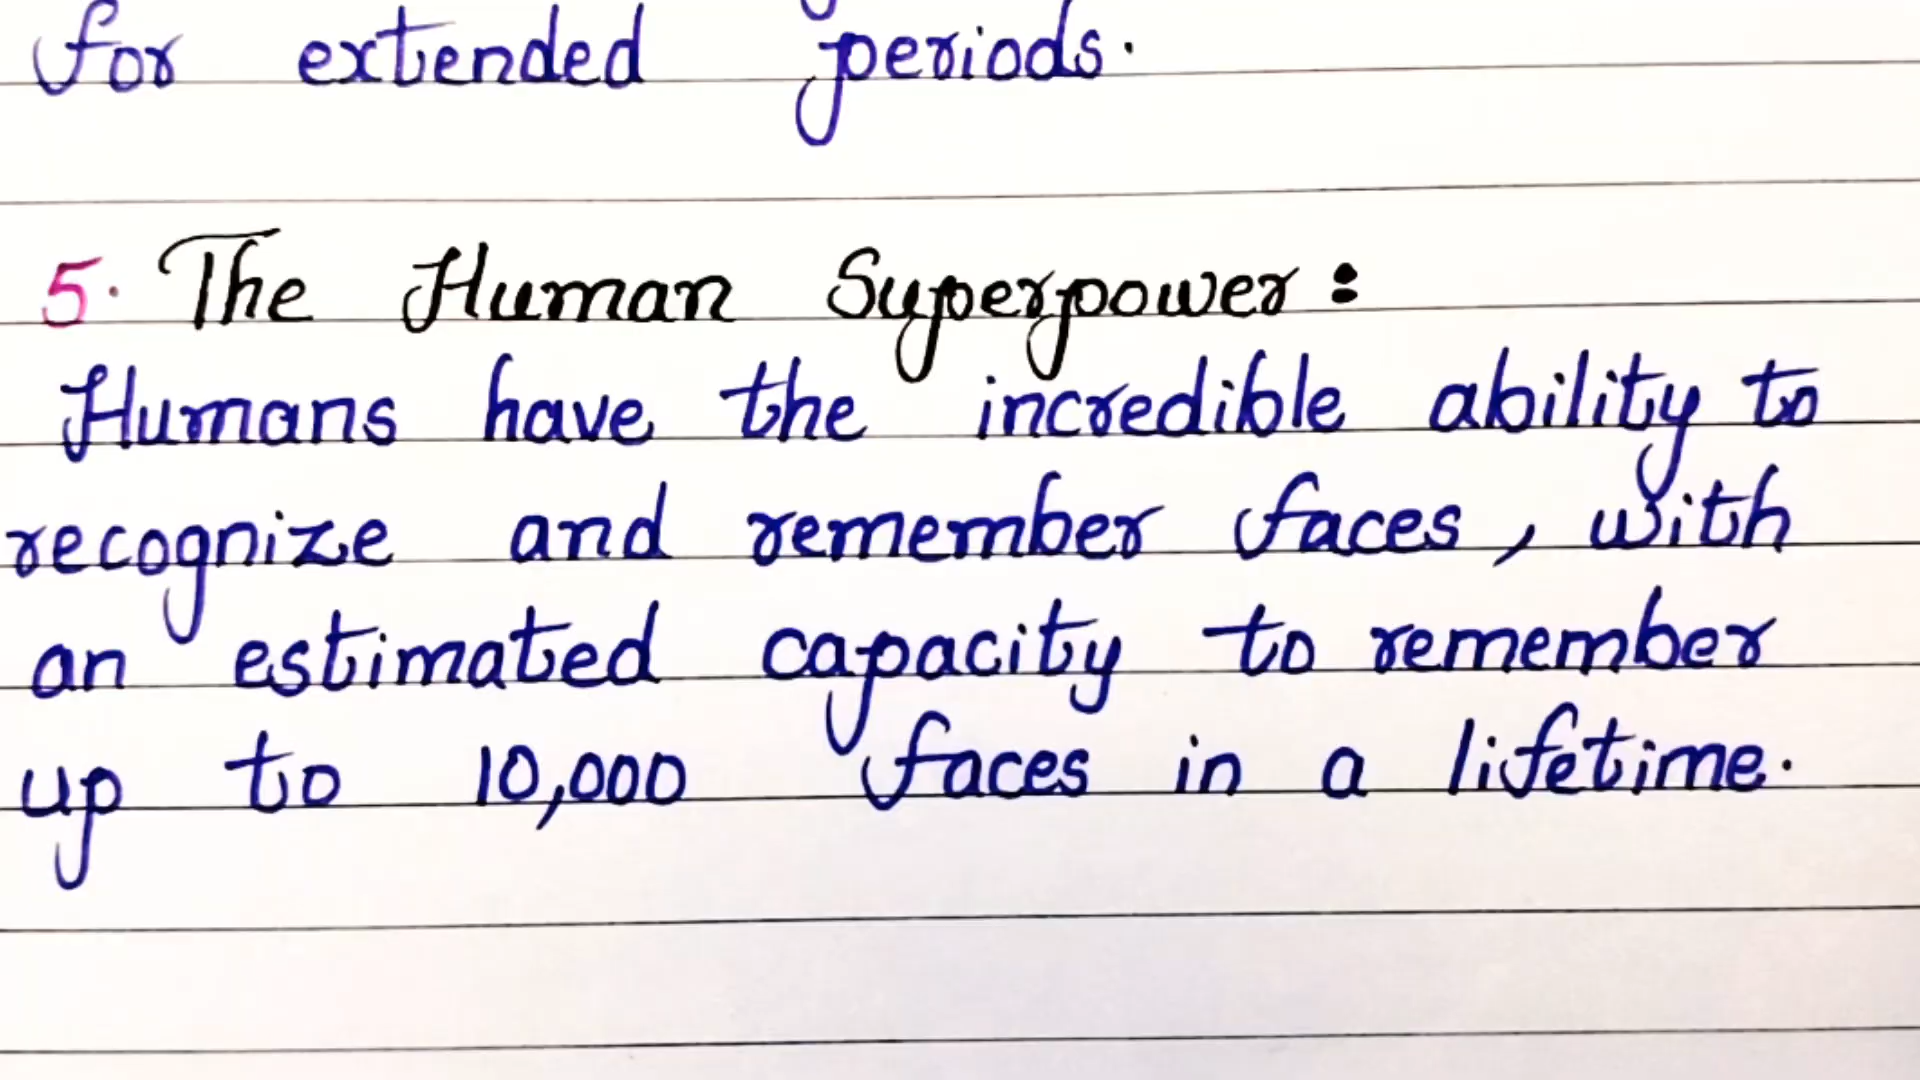 for extended periods.
5. The Human Superpower:
Humans have the incredible ability to
recognize and remember faces, with
an estimated capacity to remember
up to 10,000 faces in a lifetime.